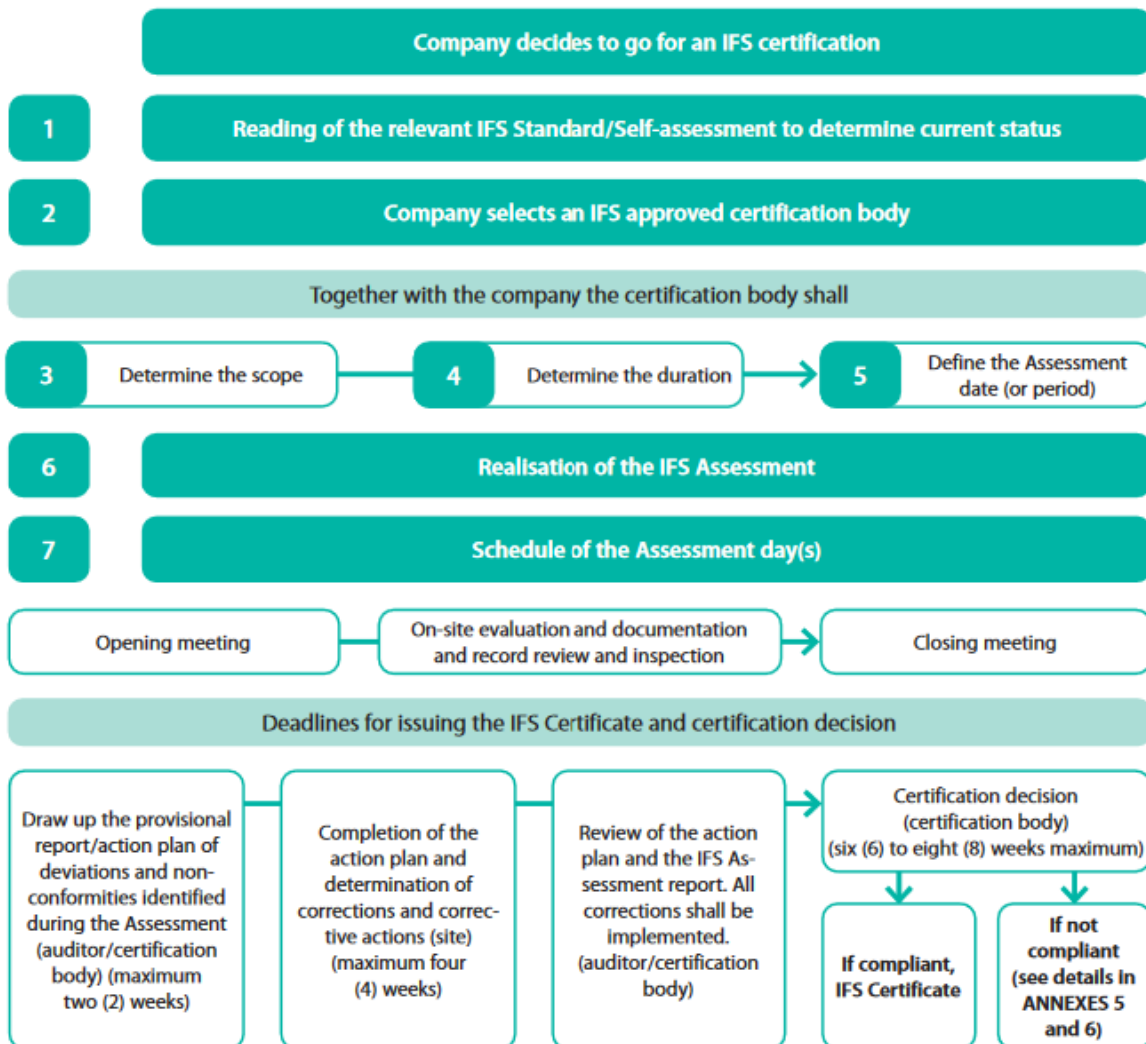 Company decides to go for an IFS certification
1
Reading of the relevant IFS Standard/Self-assessment to determine current status
2
Company selects an IFS approved certification body
Together with the company the certification body shall
3
Determine the scope
4
Determine the duration
5
Define the Assessment
date (or period)
6
Realisation of the IFS Assessment
7
Schedule of the Assessment day(s)
Opening meeting
On-site evaluation and documentation
and record review and inspection
Closing meeting
Deadlines for issuing the IFS Certificate and certification decision
Draw up the provisional
report/action plan of
deviations and non-
conformities identified
during the Assessment
(auditor/certification
body) (maximum
two (2) weeks)
Completion of the
action plan and
determination of
corrections and correc-
tive actions (site)
(maximum four
(4) weeks)
Review of the action
plan and the IFS As-
sessment report. All
corrections shall be
implemented.
(auditor/certification
body)
Certification decision
(certification body)
(six (6) to eight (8) weeks maximum)
If compliant,
IFS Certificate
If not
compliant
(see details in
ANNEXES 5
and 6)